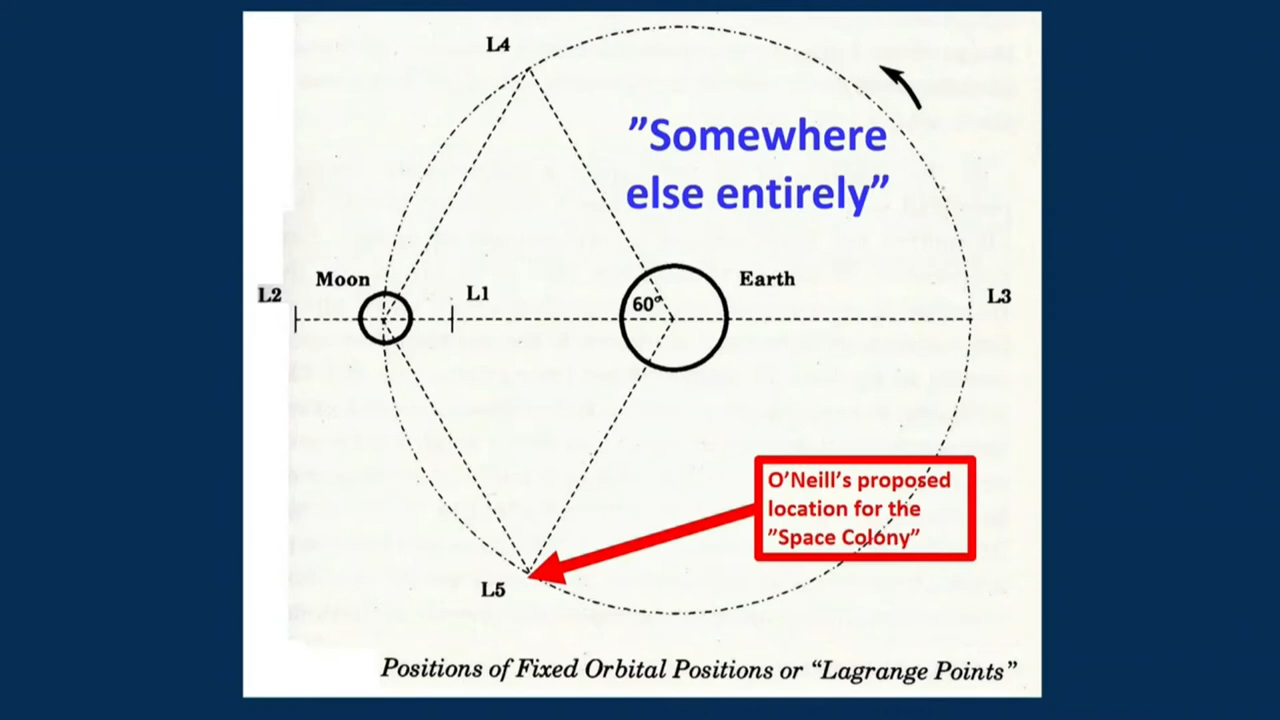 L4
”Somewhere
else entirely”
Moon
Earth
L2
L1
L3
60°
O’Neill’s proposed
location for the
”Space Colony”
L5
Positions of Fixed Orbital Positions or “Lagrange Points”